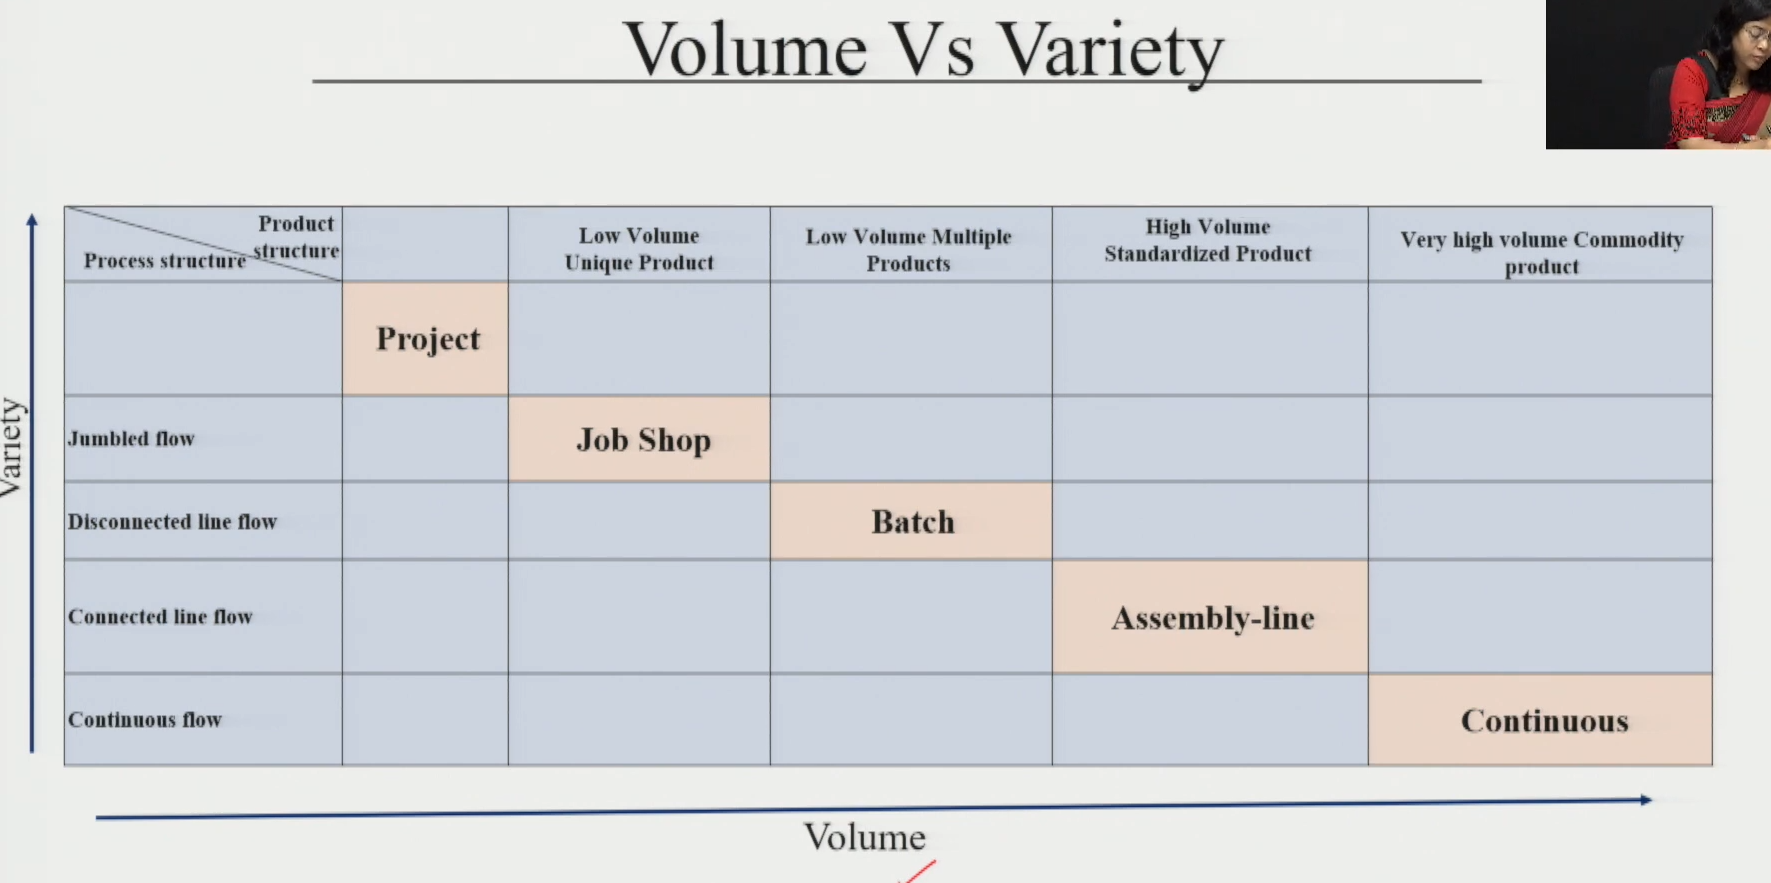 Volume Vs Variety
Product
structure
Process structure
Low Volume
Unique Product
Low Volume Multiple
Products
High Volume
Standardized Product
Very high volume Commodity
product
Project
Jumbled flow
Job Shop
Disconnected line flow
Batch
Connected line flow
Assembly-line
Continuous flow
Continuous
Variety
Volume